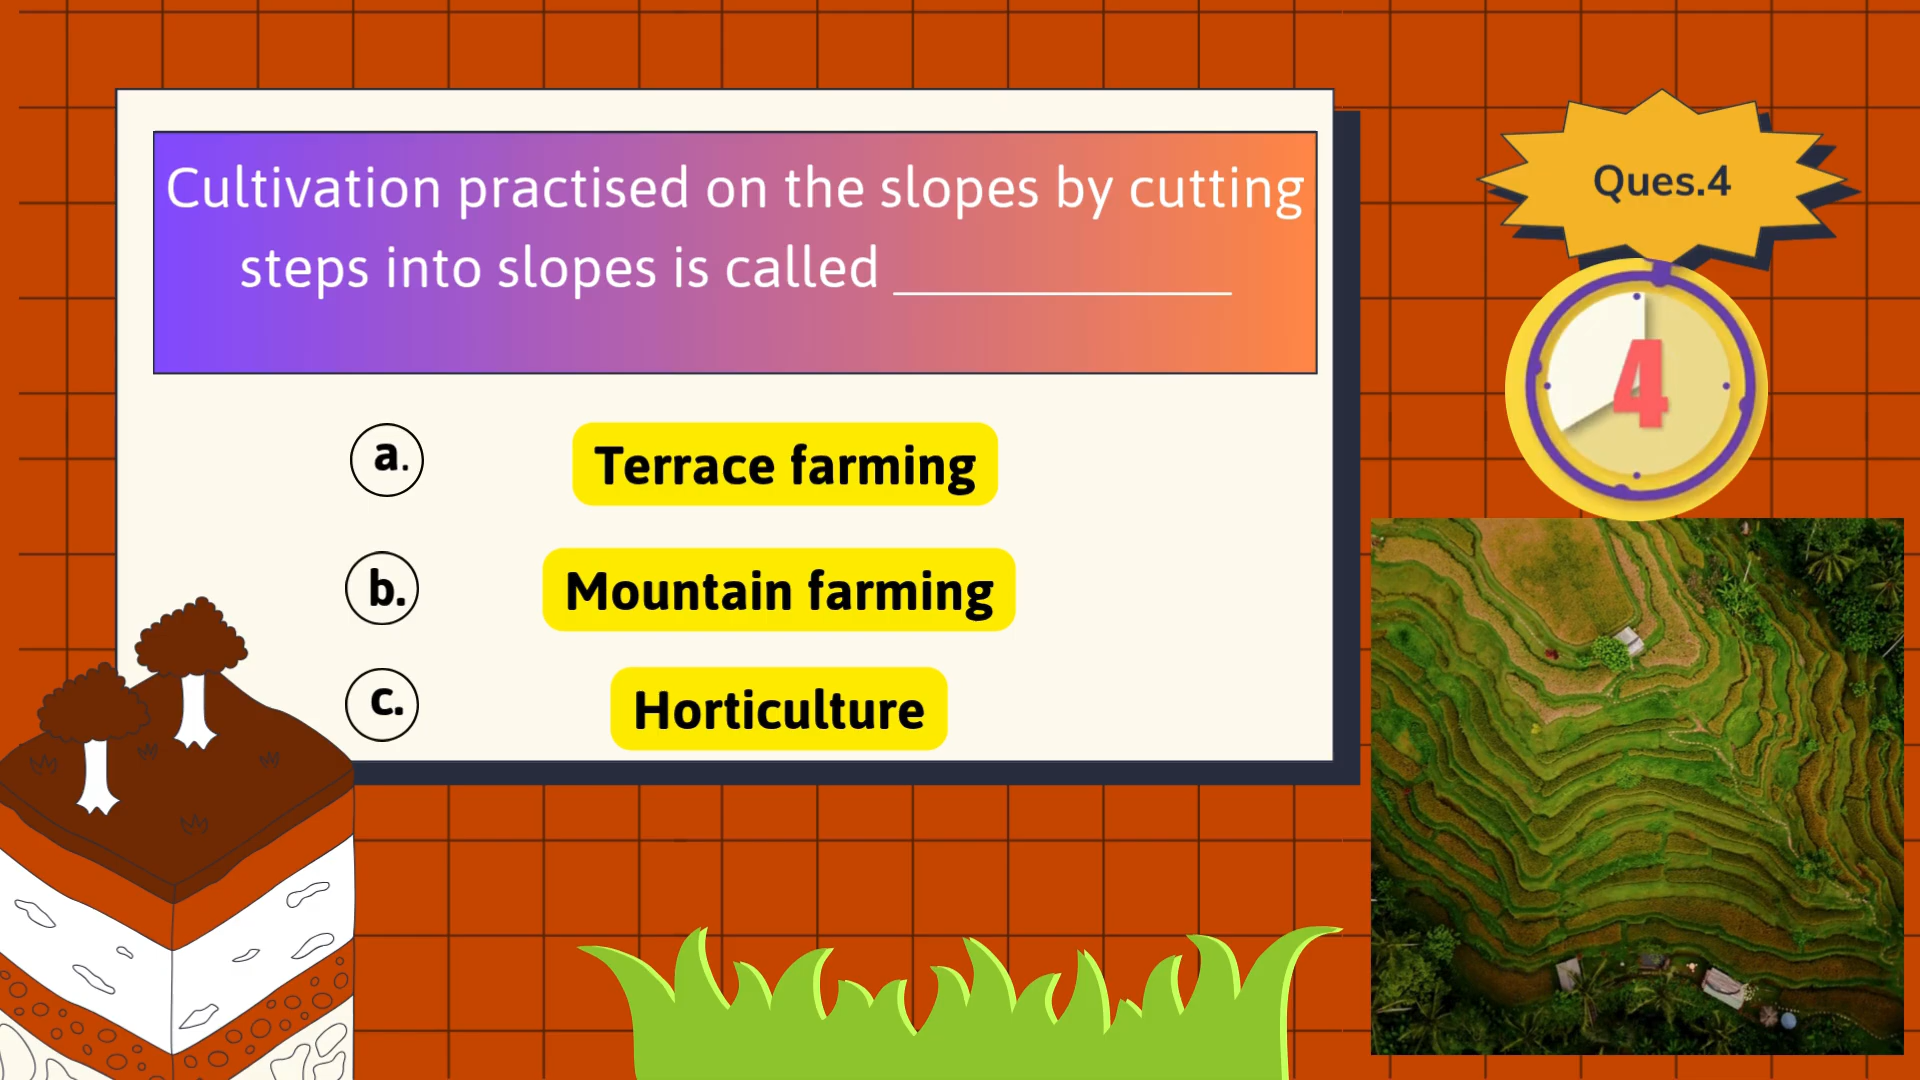 Cultivation practised on the slopes by cutting
steps into slopes is called ____________
a. Terrace farming
b. Mountain farming
c. Horticulture
Ques.4
4